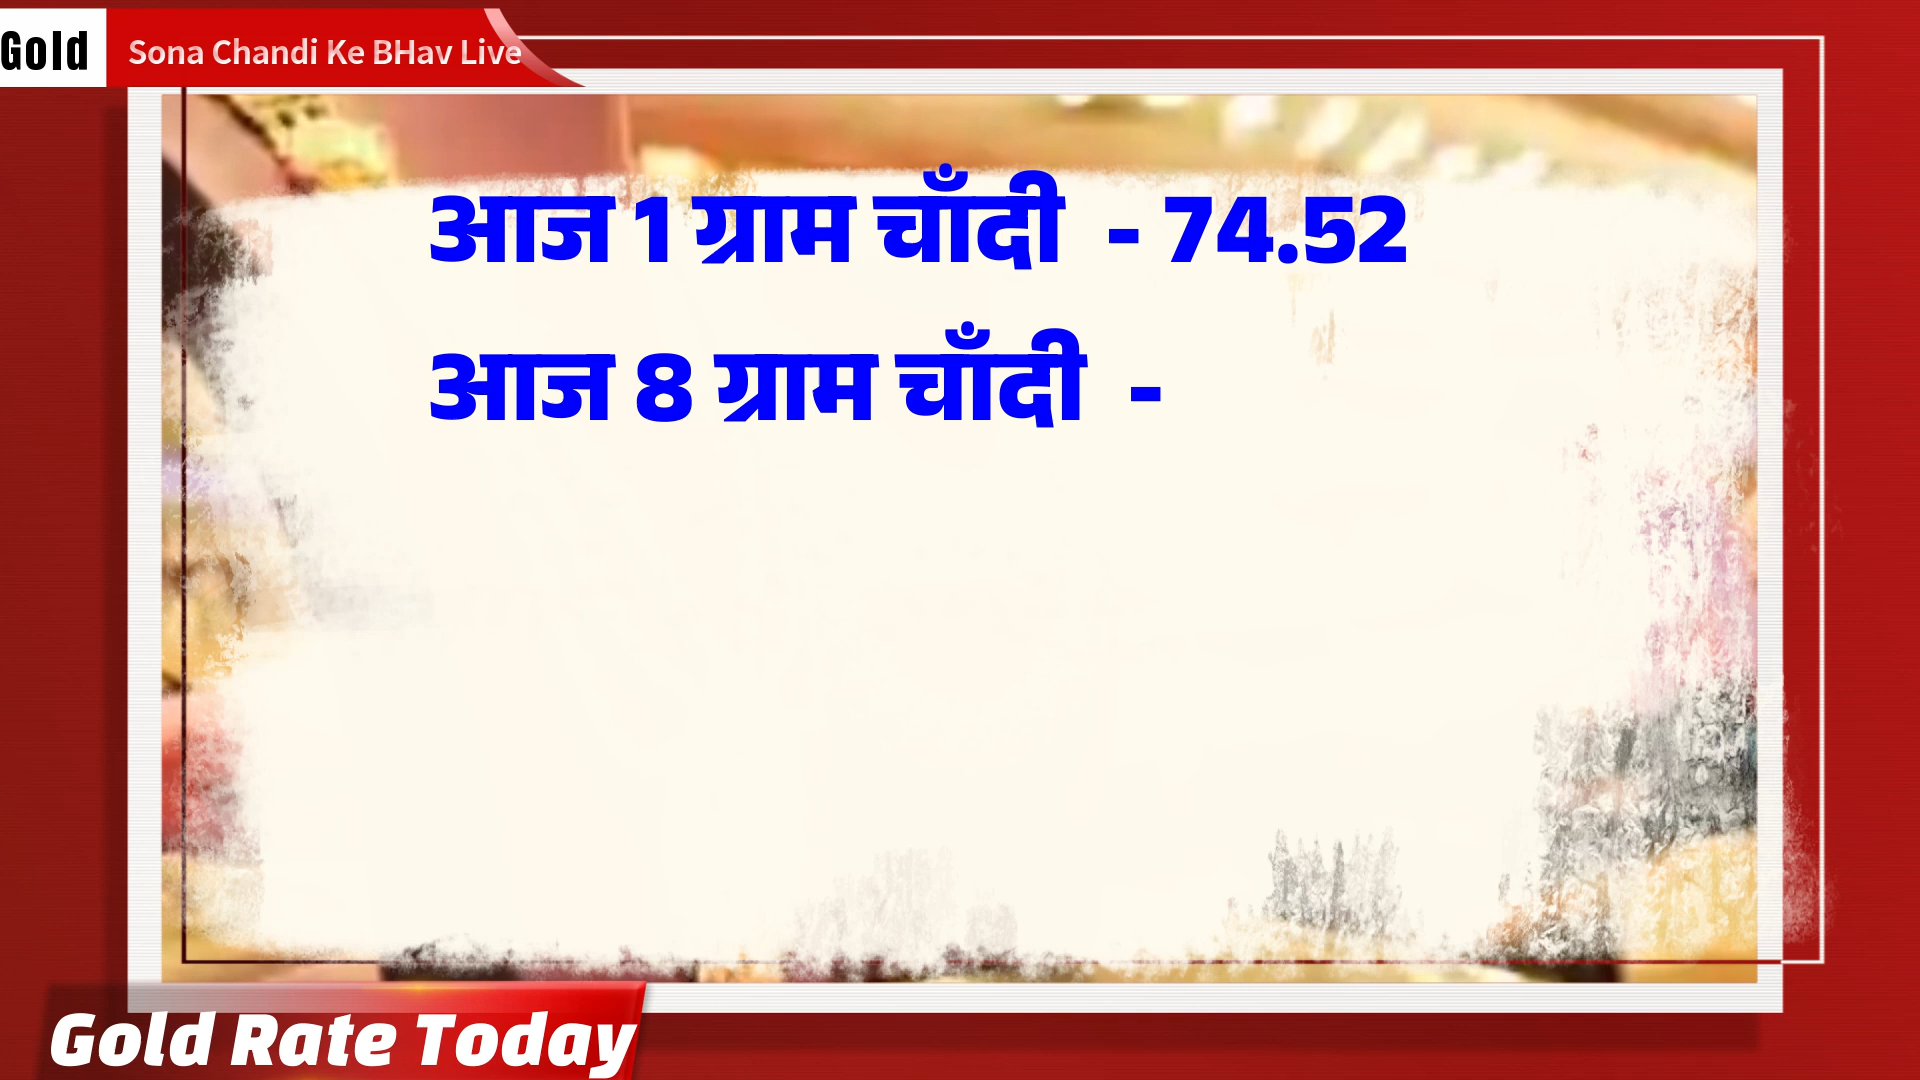 Gold Sona Chandi Ke BHav Live
आज 1 ग्राम चाँदी - 74.52
आज 8 ग्राम चाँदी -
Gold Rate Today